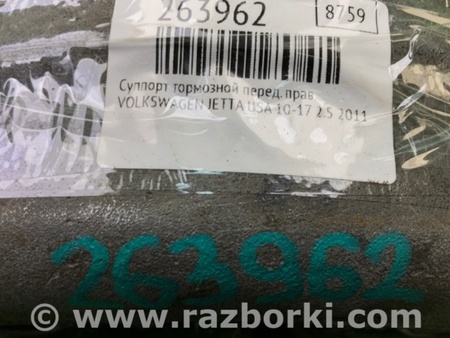 263962 8759
Суппорт тормозной перед. прав
VOLKSWAGEN JETTA USA 10-17 2.5 2011
263962
© www.razborki.com